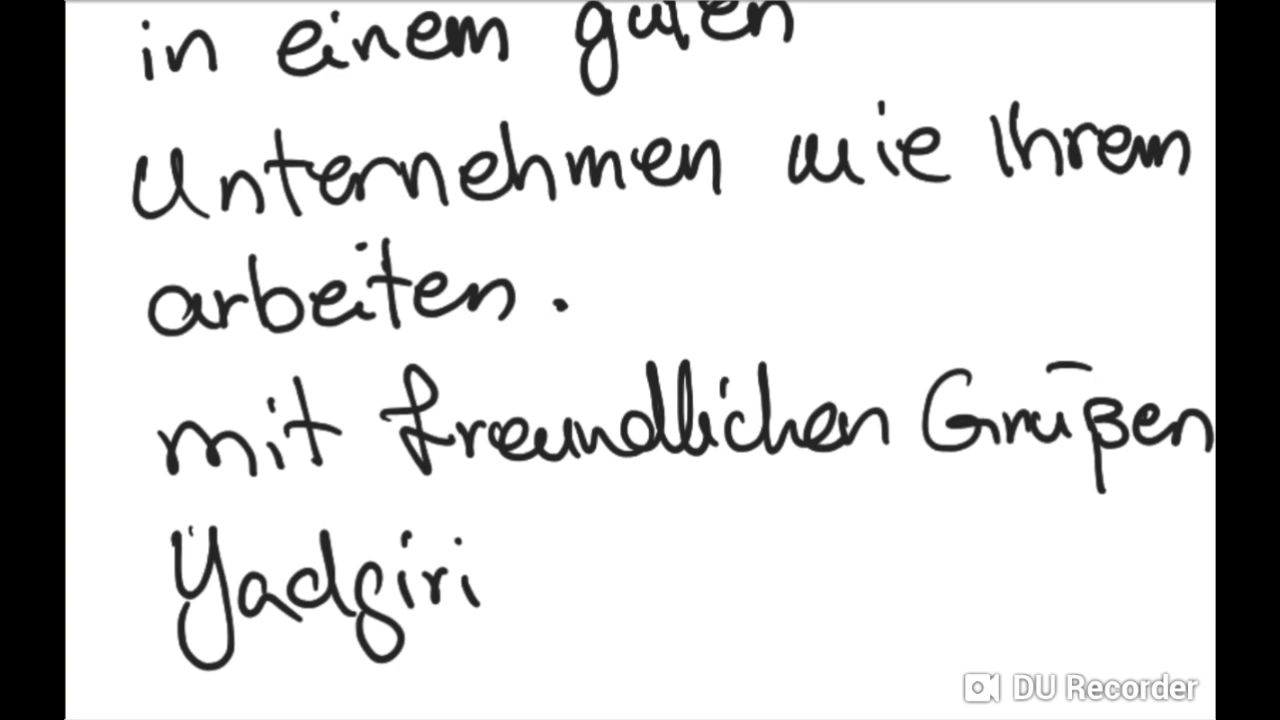 in einem guten
Unternehmen wie Ihrem
arbeiten.
mit freundlichen Grüßen
Yadgiri
DU Recorder